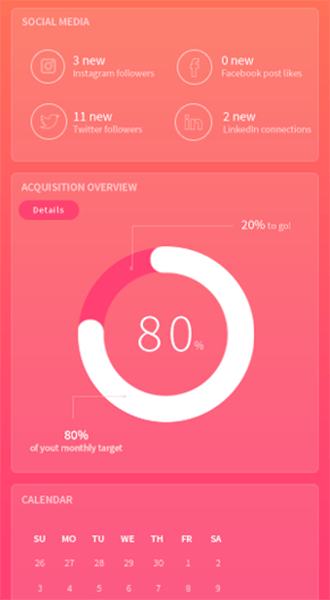 SOCIAL MEDIA
3 new
Instagram followers
0 new
Facebook post likes
11 new
Twitter followers
2 new
LinkedIn connections
ACQUISITION OVERVIEW
Details
20% to go!
80%
80%
of yout monthly target
CALENDAR
SU MO TU WE TH FR SA
26 27 28 29 30 1 2
3 4 5 6 7 8 9